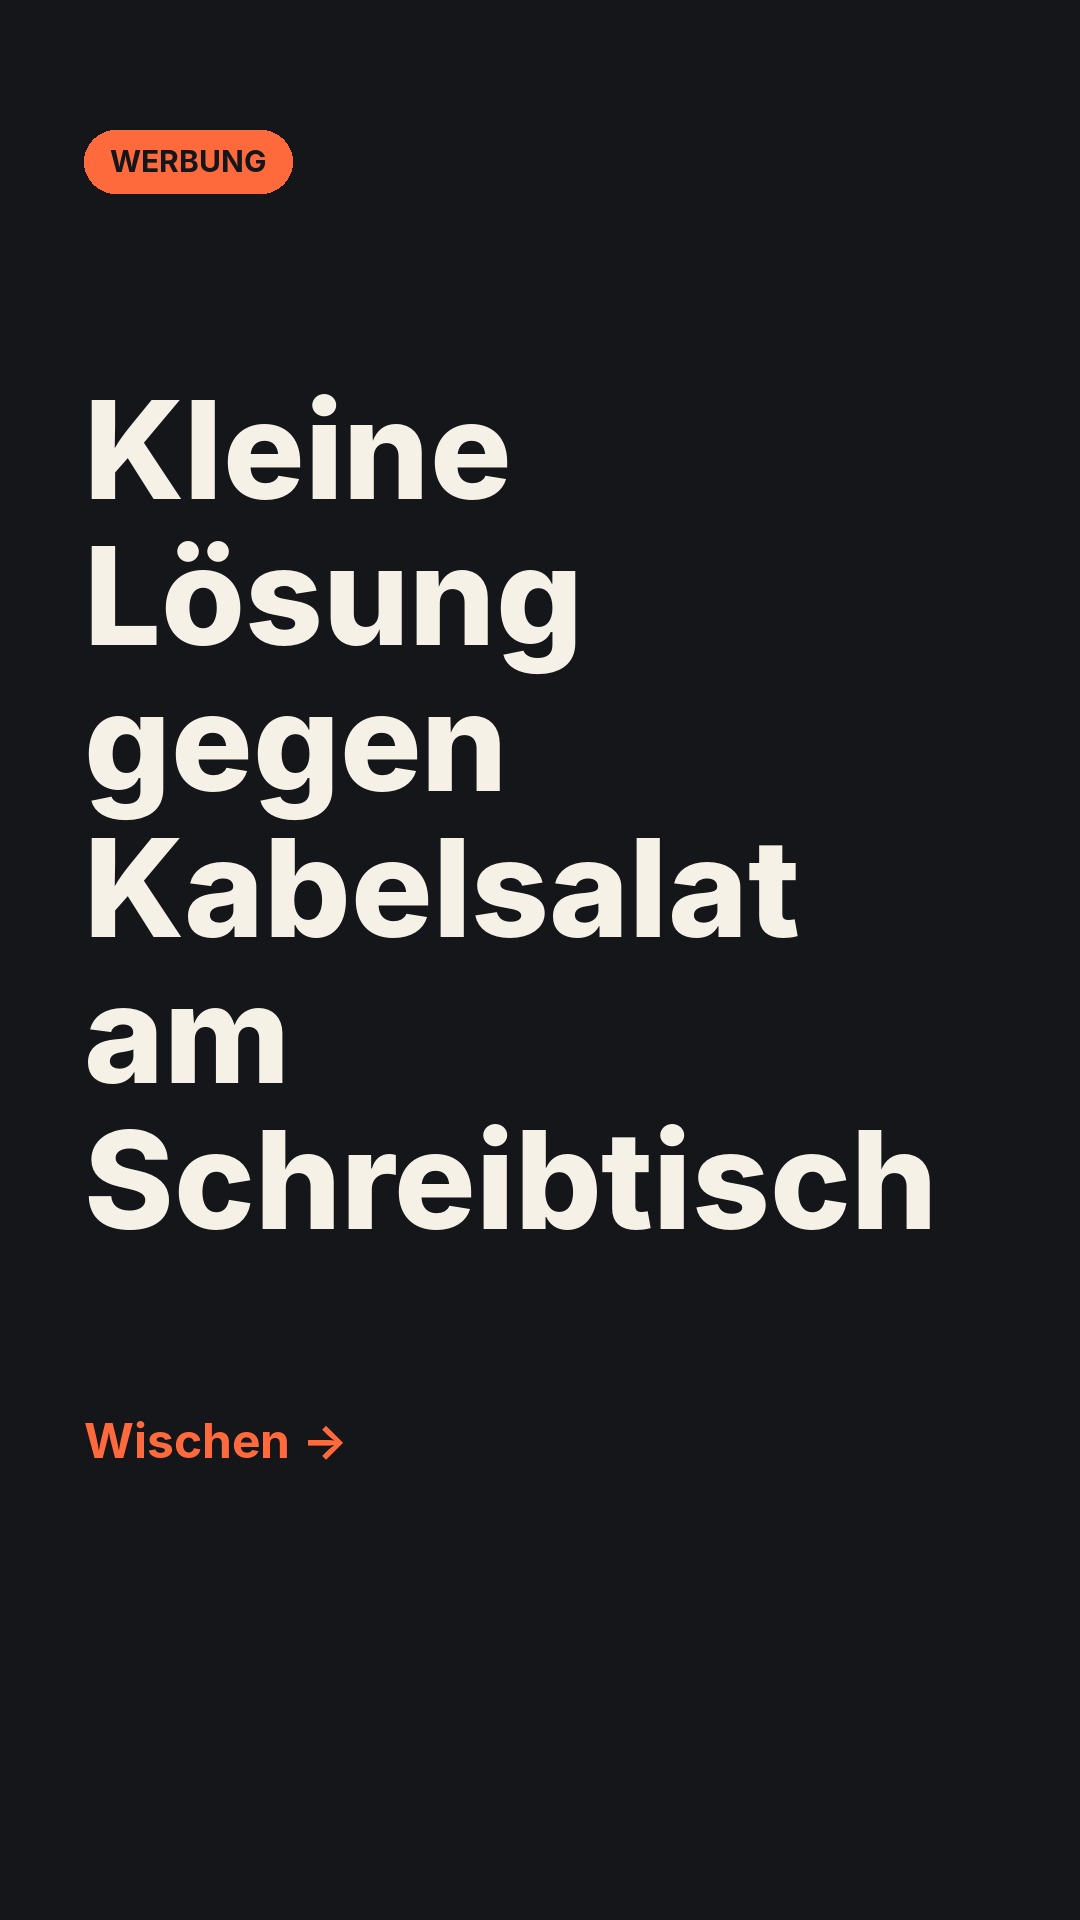 WERBUNG
Kleine
Lösung
gegen
Kabelsalat
am
Schreibtisch
Wischen →